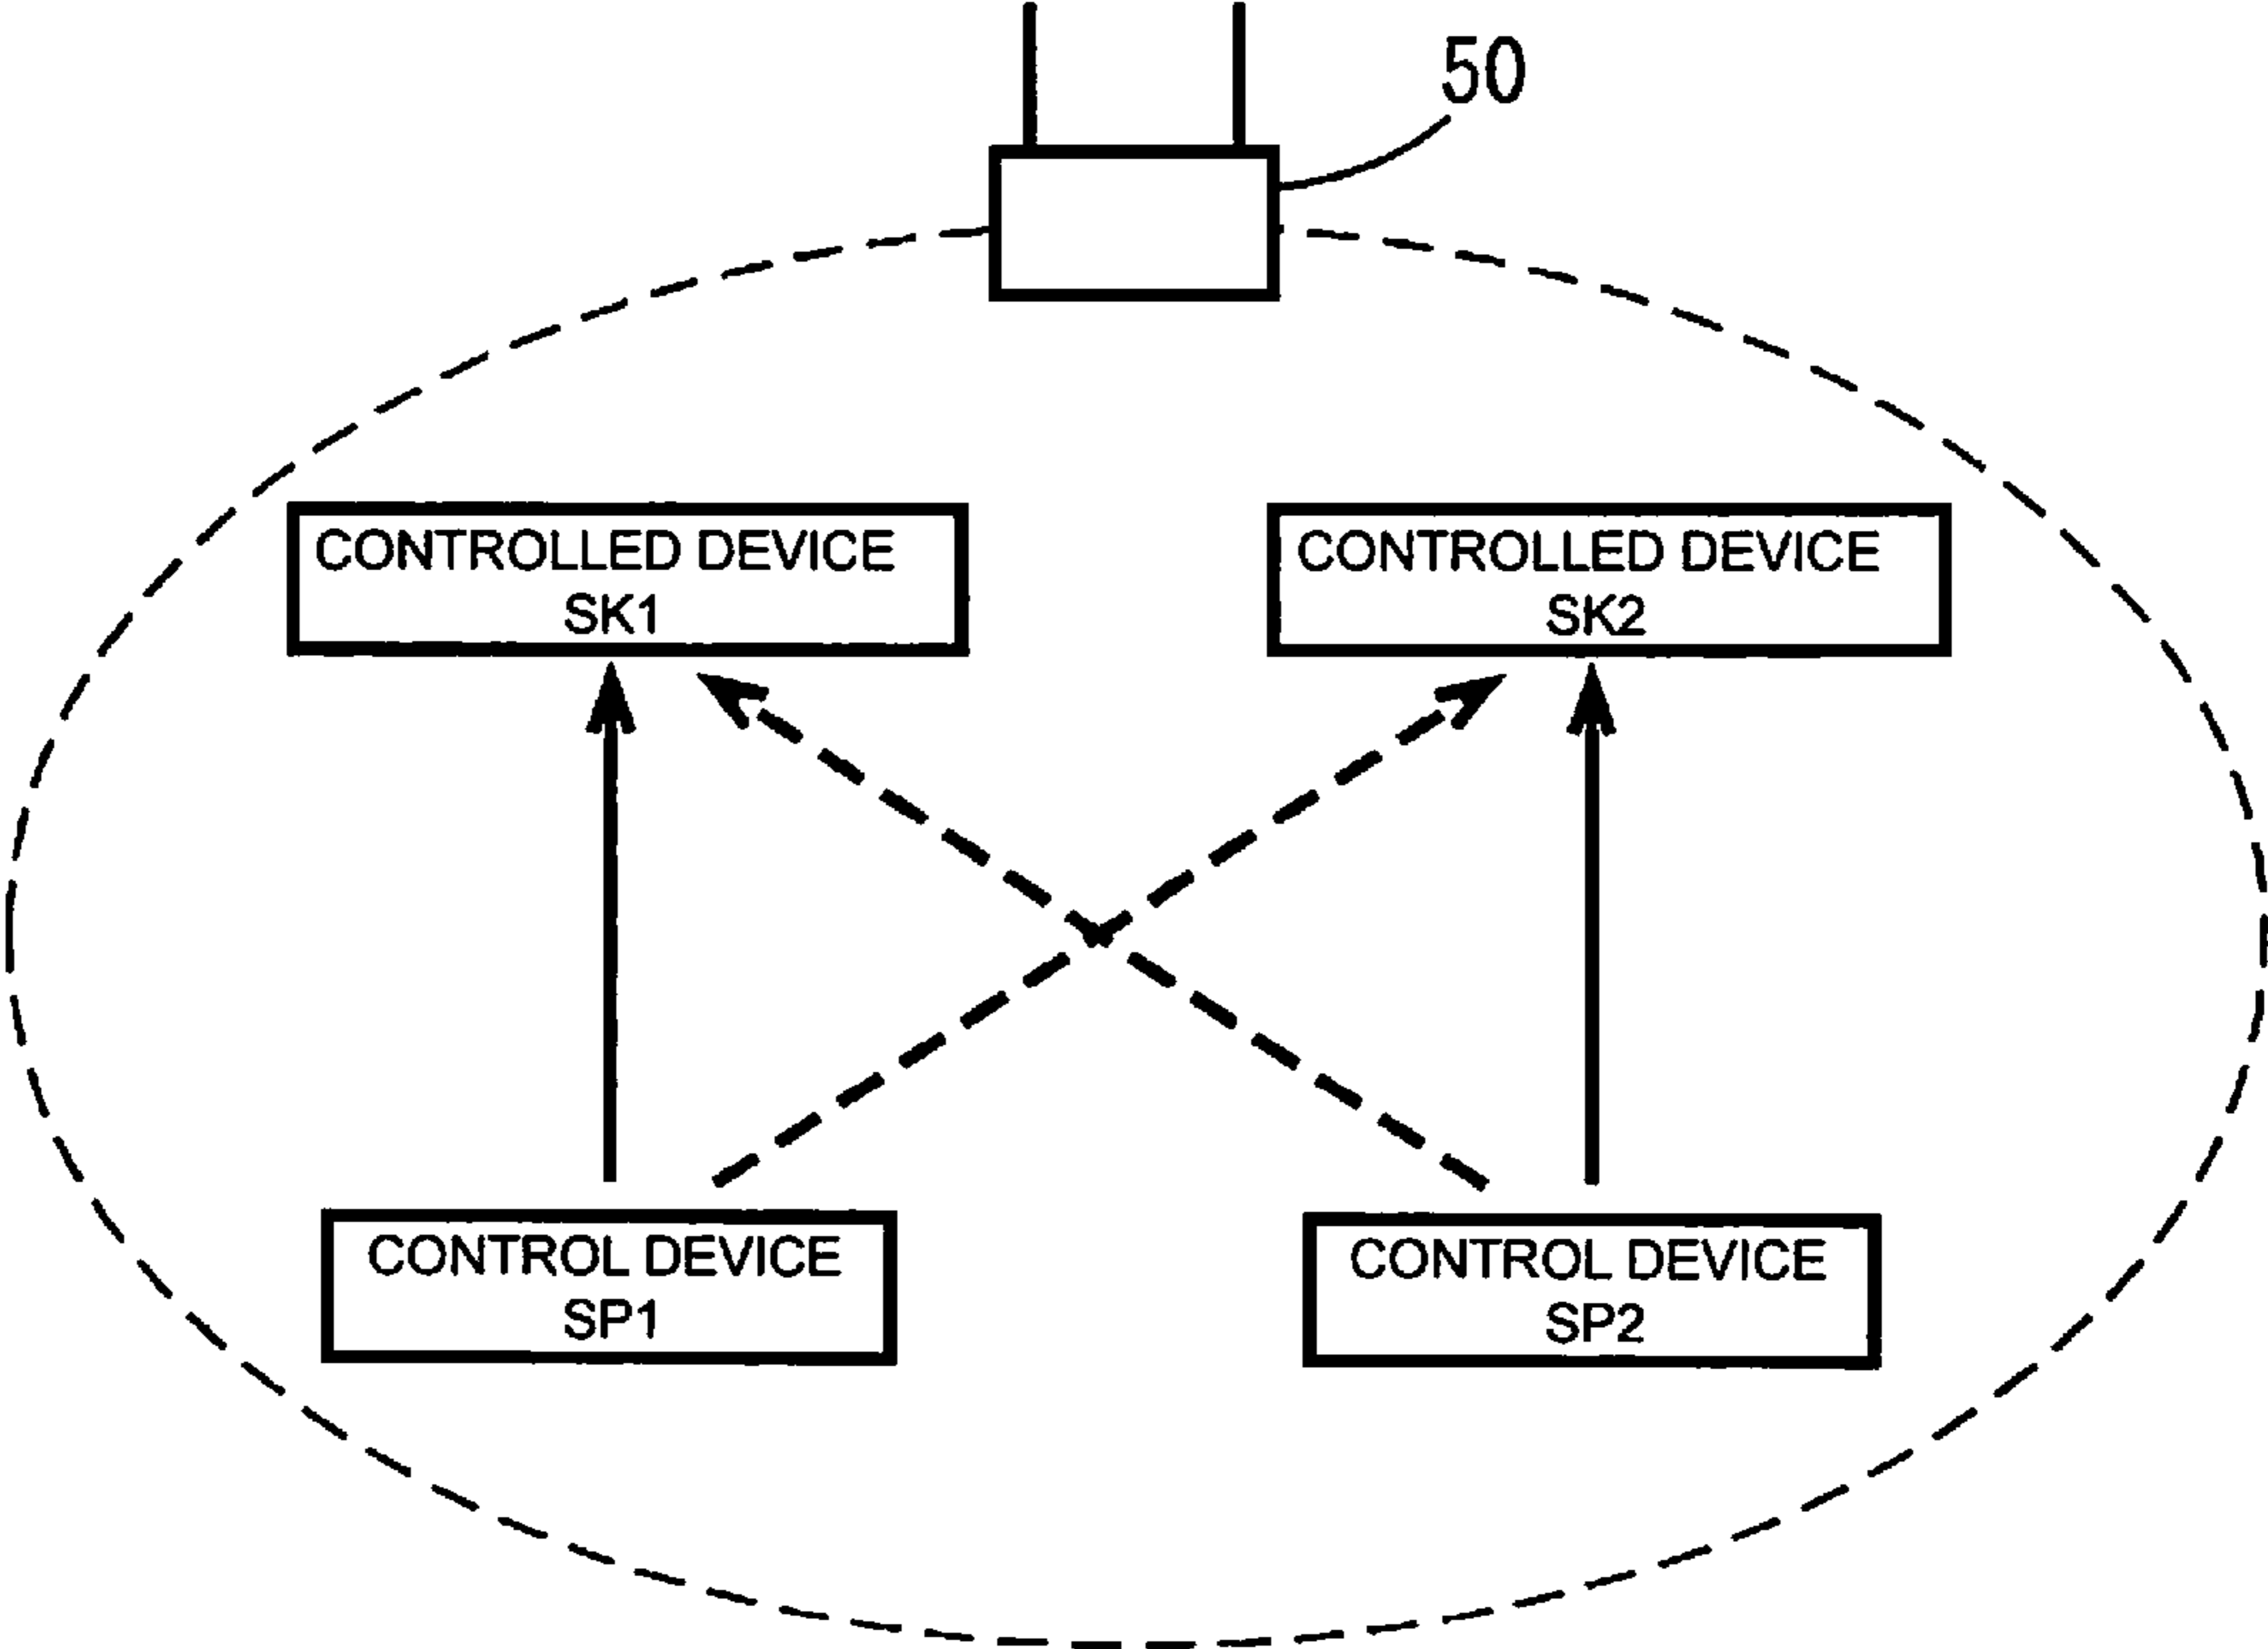 50
CONTROLLED DEVICE
SK1
CONTROLLED DEVICE
SK2
CONTROL DEVICE
SP1
CONTROL DEVICE
SP2